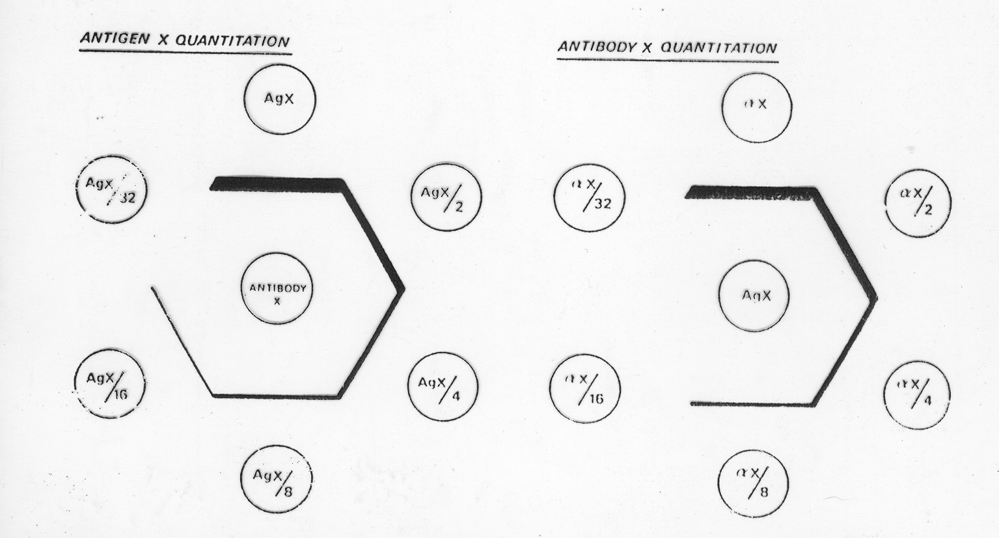 ANTIGEN X QUANTITATION
AgX
AgX/2
AgX/4
AgX/8
AgX/16
AgX/32
ANTIBODY
X
ANTIBODY X QUANTITATION
αX
αX/2
αX/4
αX/8
αX/16
αX/32
AgX